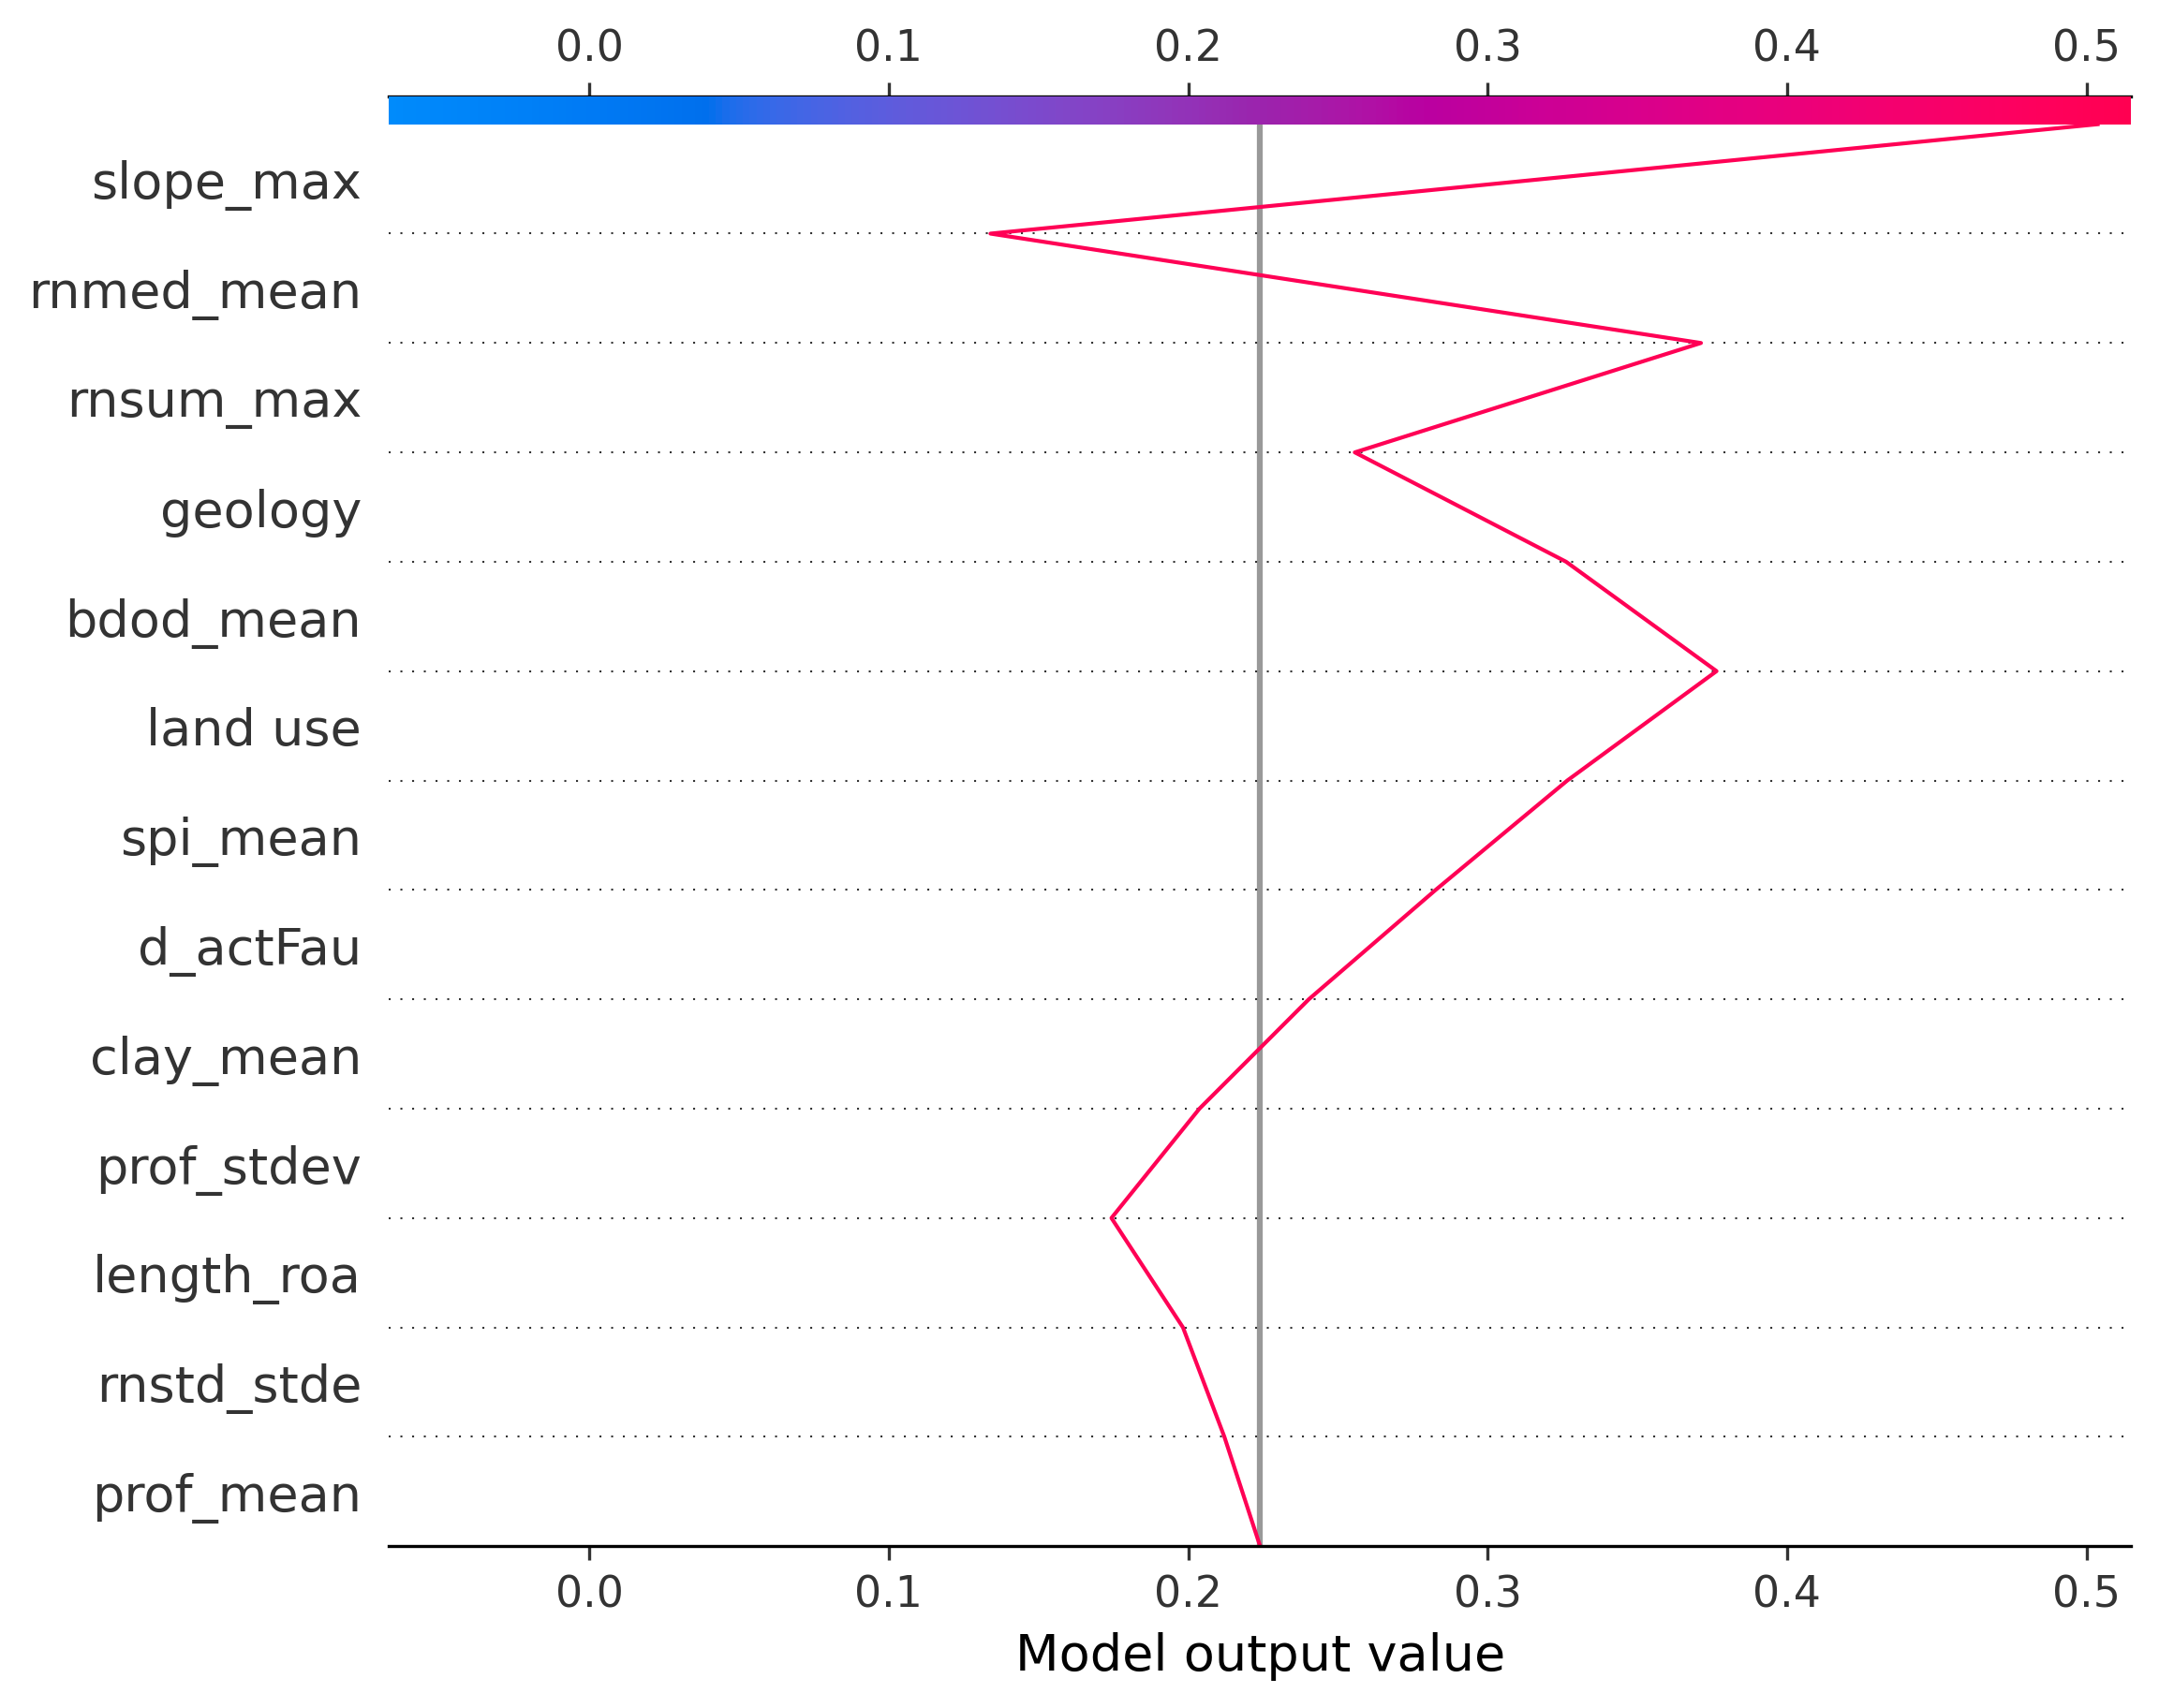 0.0 0.1 0.2 0.3 0.4 0.5
slope_max
rnmed_mean
rnsum_max
geology
bdod_mean
land use
spi_mean
d_actFau
clay_mean
prof_stdev
length_roa
rnstd_stde
prof_mean
0.0 0.1 0.2 0.3 0.4 0.5
Model output value